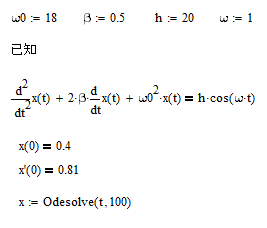 ω0 := 18 β := 0.5 h := 20 ω := 1
已知
d²/dt² x(t) + 2·β·d/dt x(t) + ω0²·x(t) = h·cos(ω·t)
x(0) = 0.4
x'(0) = 0.81
x := Odesolve(t,100)